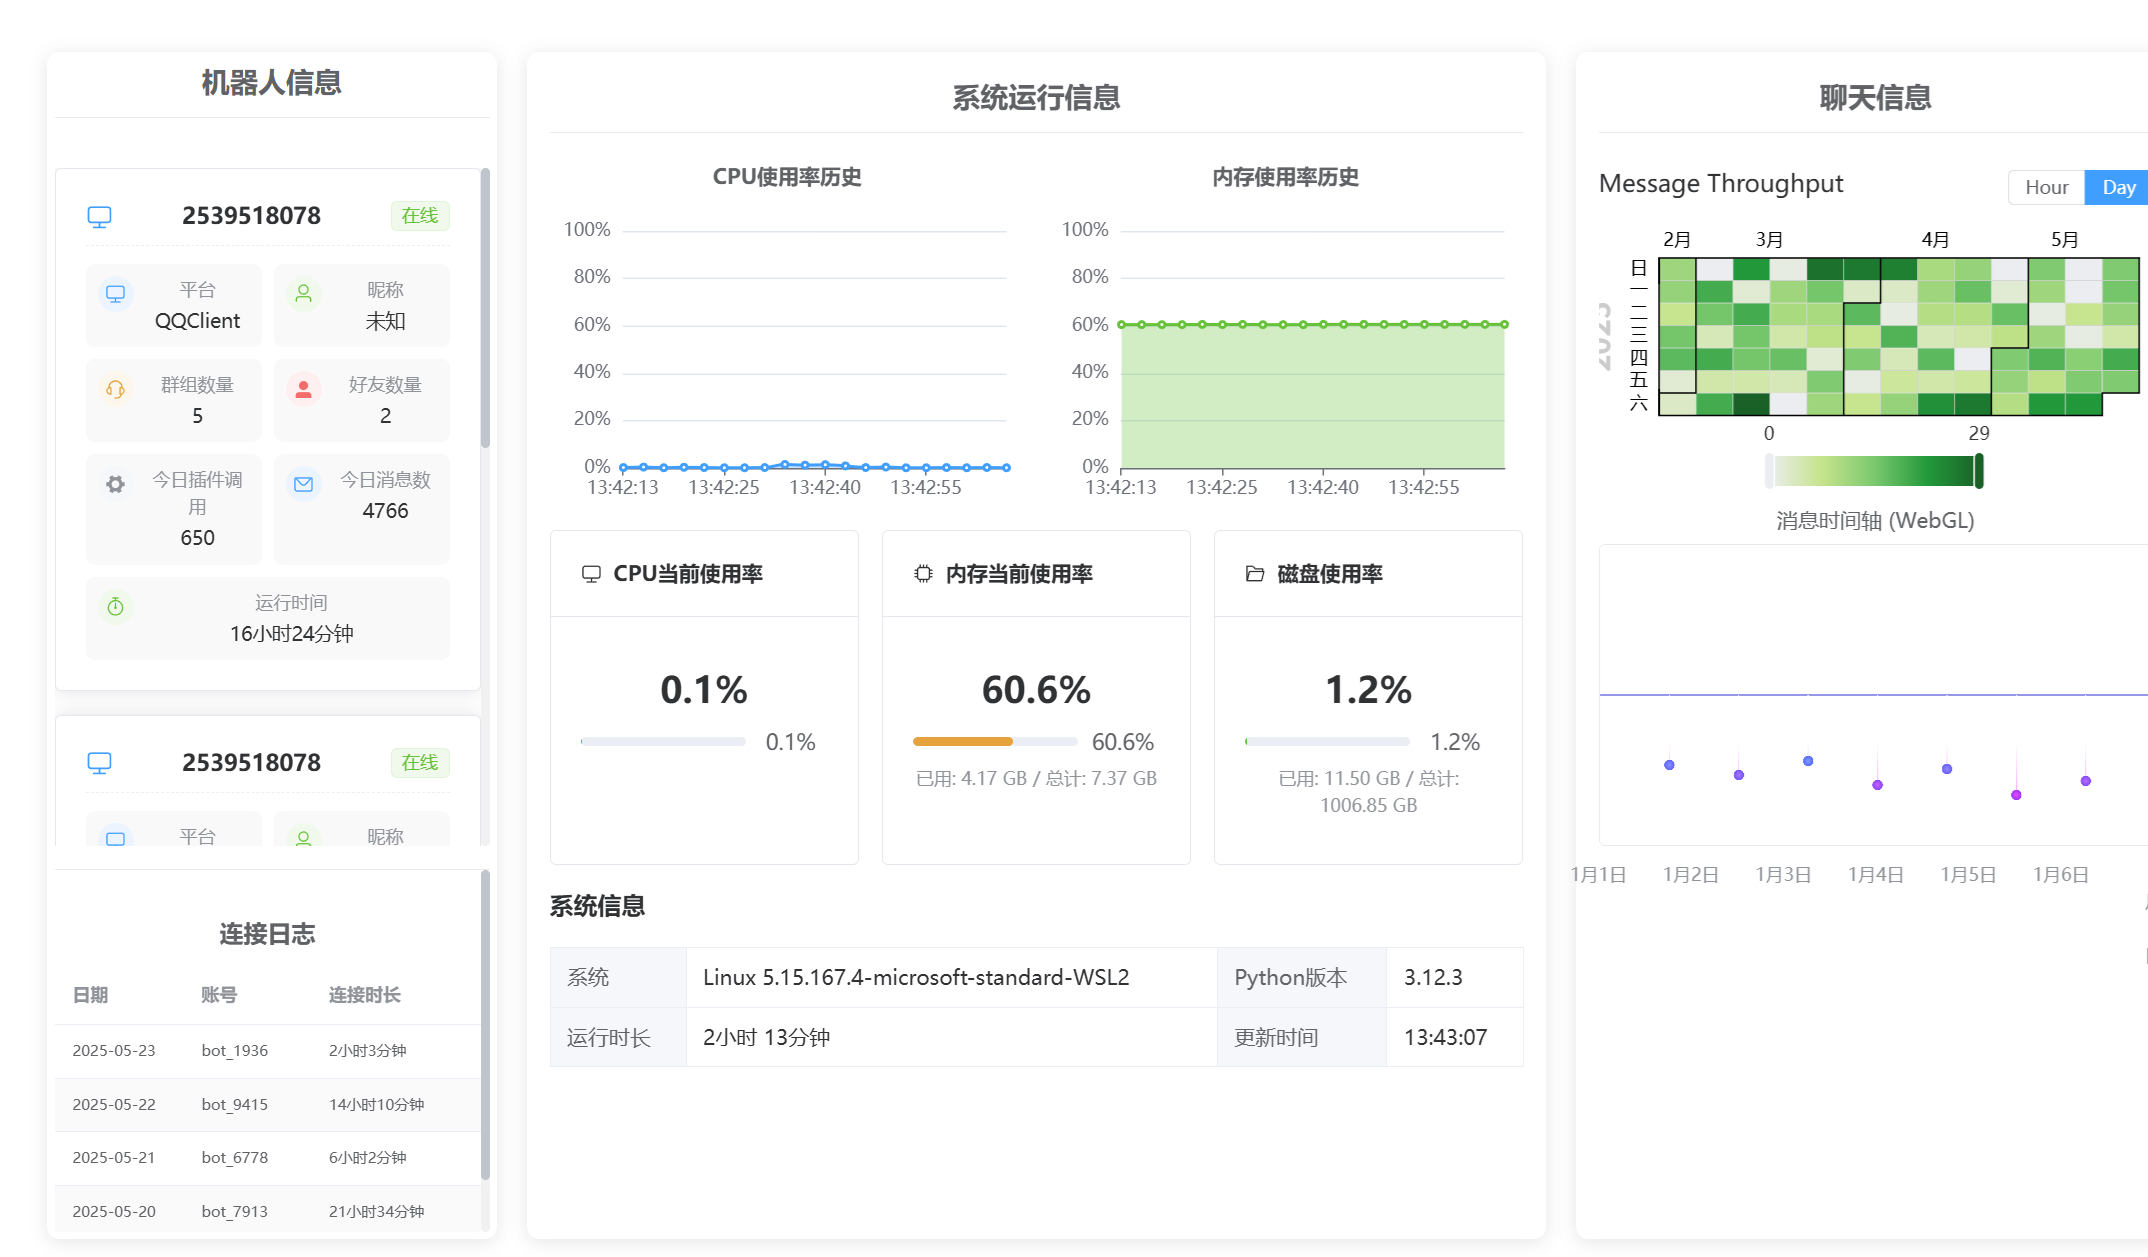 机器人信息
2539518078
在线
平台
QQClient
昵称
未知
群组数量
5
好友数量
2
今日插件调
用
650
今日消息数
4766
运行时间
16小时24分钟
2539518078
在线
平台
昵称
连接日志
日期 账号 连接时长
2025-05-23 bot_1936 2小时3分钟
2025-05-22 bot_9415 14小时10分钟
2025-05-21 bot_6778 6小时2分钟
2025-05-20 bot_7913 21小时34分钟
系统运行信息
CPU使用率历史
100%
80%
60%
40%
20%
0%
13:42:13 13:42:25 13:42:40 13:42:55
内存使用率历史
100%
80%
60%
40%
20%
0%
13:42:13 13:42:25 13:42:40 13:42:55
CPU当前使用率
0.1%
0.1%
内存当前使用率
60.6%
60.6%
已用: 4.17 GB / 总计: 7.37 GB
磁盘使用率
1.2%
1.2%
已用: 11.50 GB / 总计:
1006.85 GB
系统信息
系统 Linux 5.15.167.4-microsoft-standard-WSL2 Python版本 3.12.3
运行时长 2小时 13分钟 更新时间 13:43:07
聊天信息
Message Throughput
Hour Day
2月 3月 4月 5月
2025
日
一
二
三
四
五
六
0 29
消息时间轴 (WebGL)
1月1日 1月2日 1月3日 1月4日 1月5日 1月6日